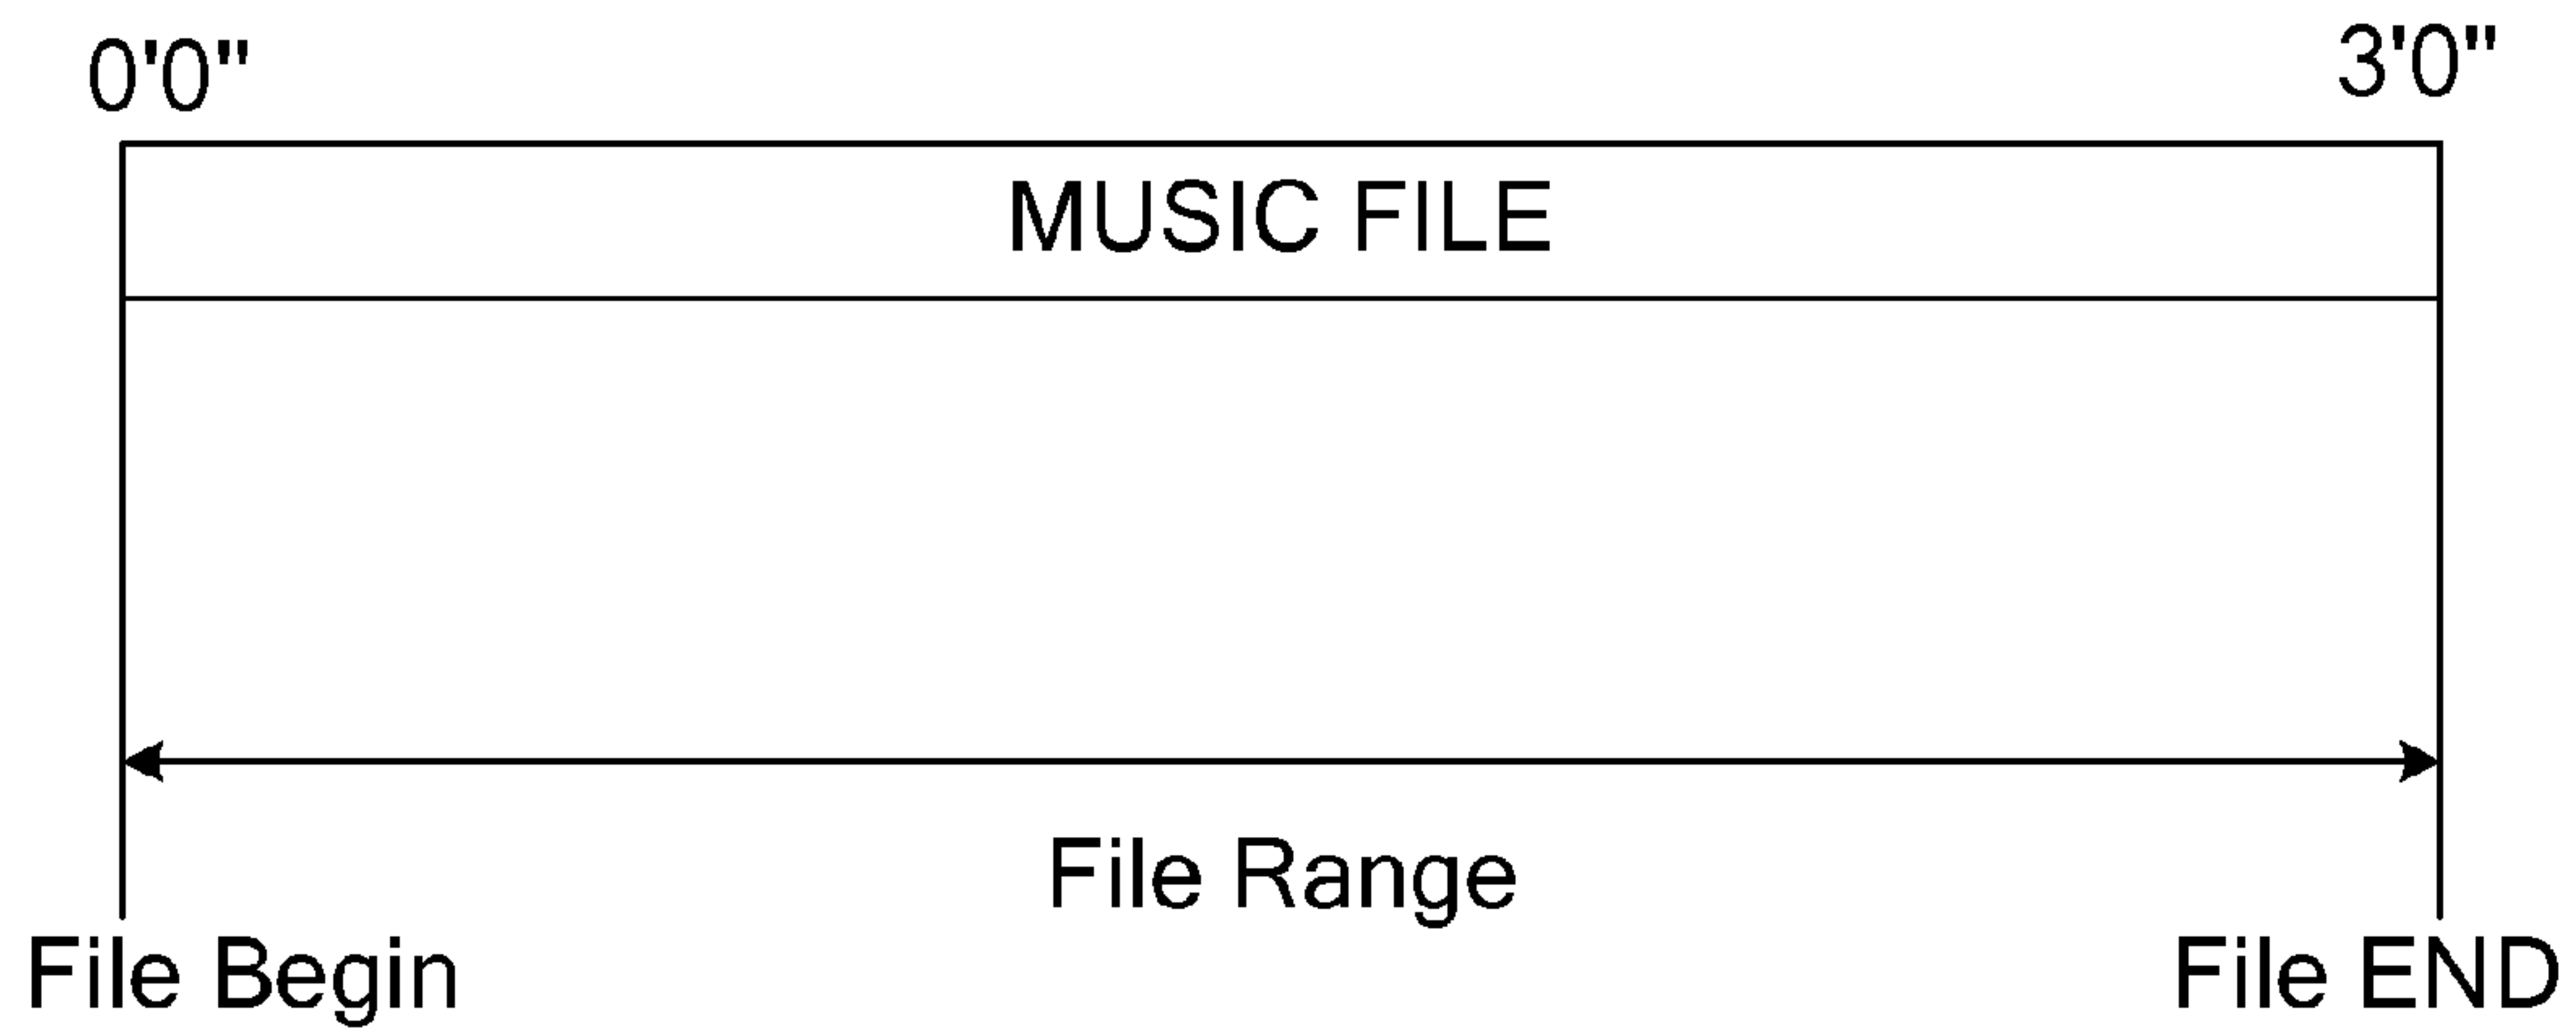 0'0" 3'0"
MUSIC FILE
File Range
File Begin File END